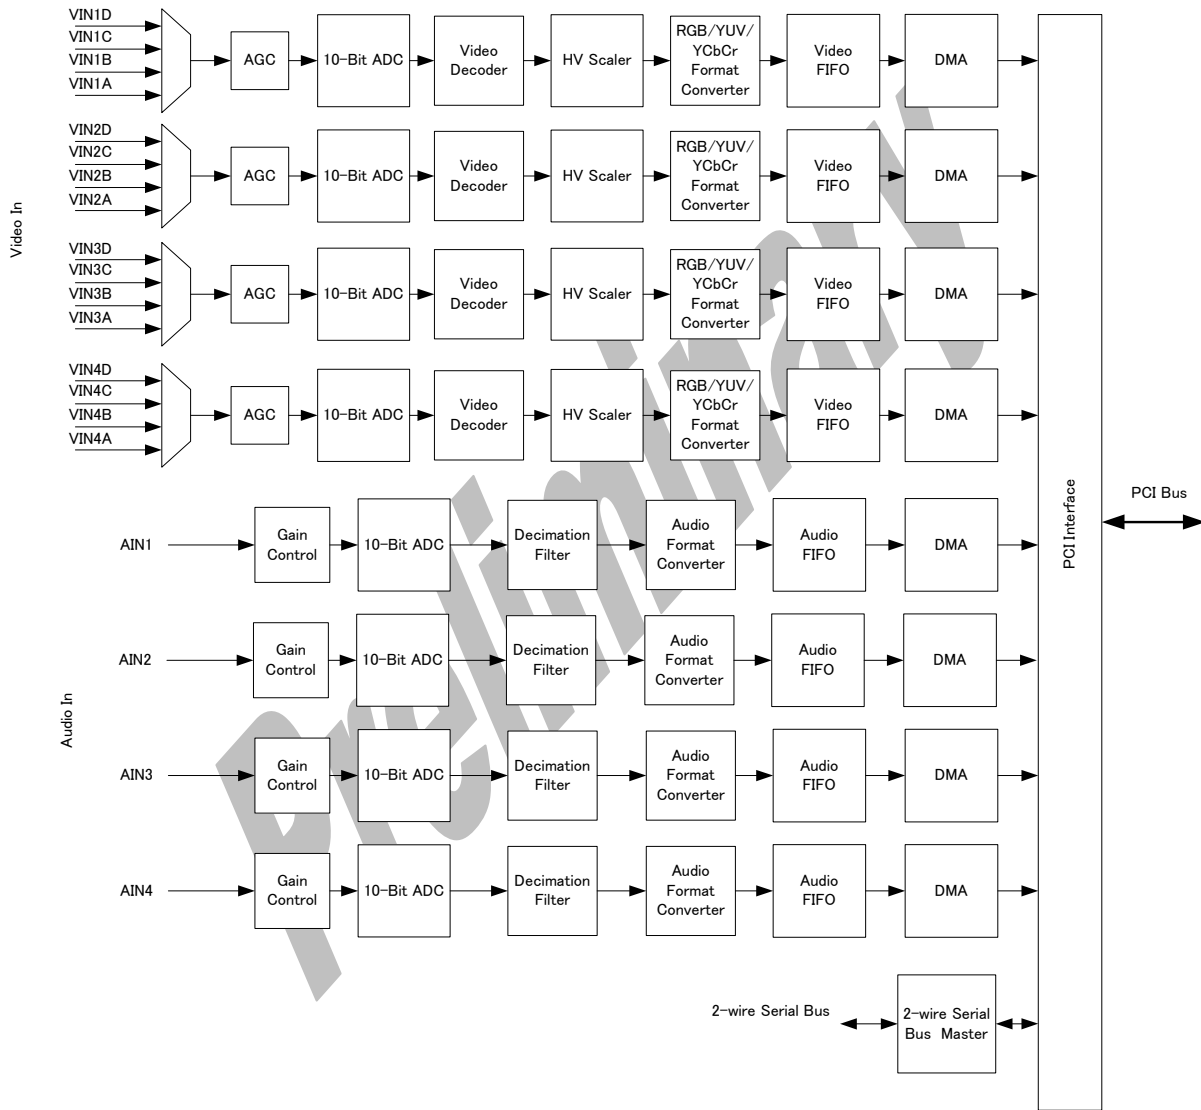 Video In
VIN1D
VIN1C
VIN1B
VIN1A
AGC
10-Bit ADC
Video
Decoder
HV Scaler
RGB/YUV/
YCbCr
Format
Converter
Video
FIFO
DMA
VIN2D
VIN2C
VIN2B
VIN2A
AGC
10-Bit ADC
Video
Decoder
HV Scaler
RGB/YUV/
YCbCr
Format
Converter
Video
FIFO
DMA
VIN3D
VIN3C
VIN3B
VIN3A
AGC
10-Bit ADC
Video
Decoder
HV Scaler
RGB/YUV/
YCbCr
Format
Converter
Video
FIFO
DMA
VIN4D
VIN4C
VIN4B
VIN4A
AGC
10-Bit ADC
Video
Decoder
HV Scaler
RGB/YUV/
YCbCr
Format
Converter
Video
FIFO
DMA
Audio In
AIN1
Gain
Control
10-Bit ADC
Decimation
Filter
Audio
Format
Converter
Audio
FIFO
DMA
AIN2
Gain
Control
10-Bit ADC
Decimation
Filter
Audio
Format
Converter
Audio
FIFO
DMA
AIN3
Gain
Control
10-Bit ADC
Decimation
Filter
Audio
Format
Converter
Audio
FIFO
DMA
AIN4
Gain
Control
10-Bit ADC
Decimation
Filter
Audio
Format
Converter
Audio
FIFO
DMA
2-wire Serial Bus
2-wire Serial
Bus Master
PCI Interface
PCI Bus
Preliminary